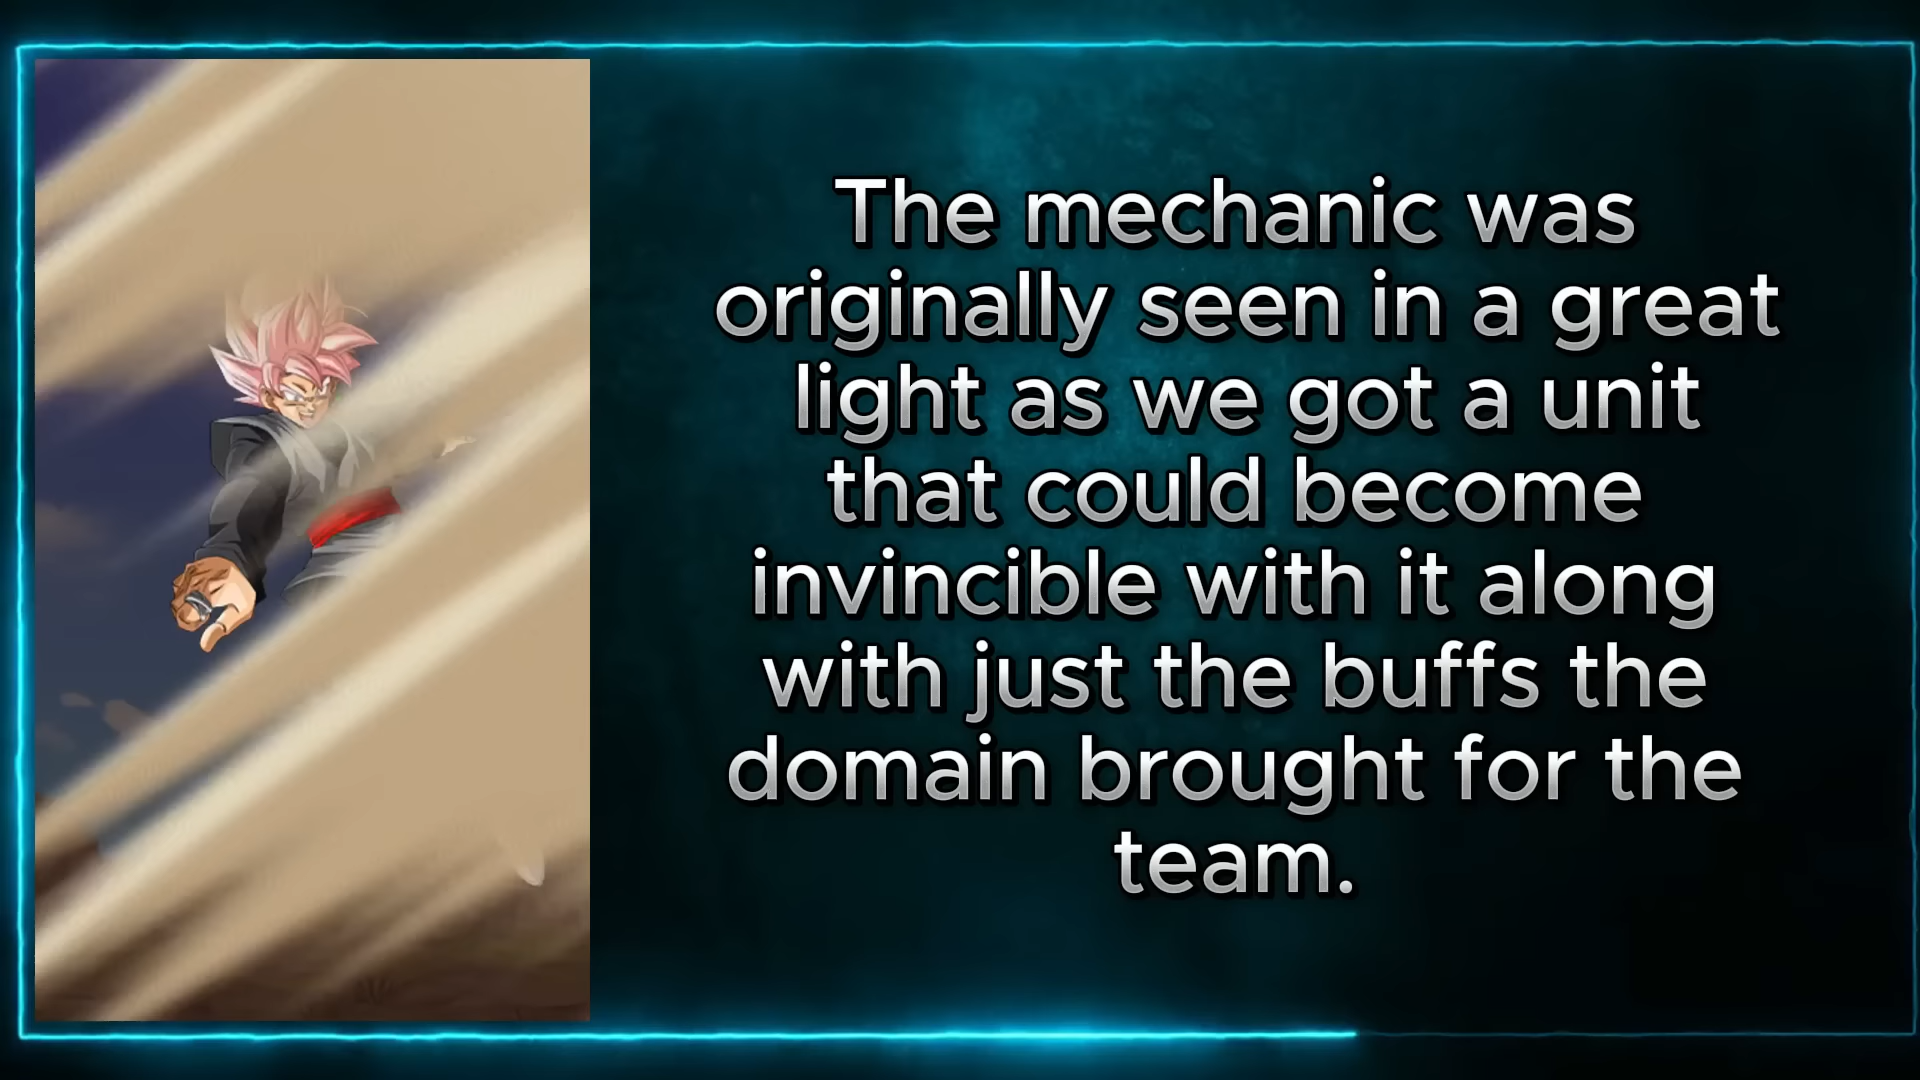 The mechanic was
originally seen in a great
light as we got a unit
that could become
invincible with it along
with just the buffs the
domain brought for the
team.